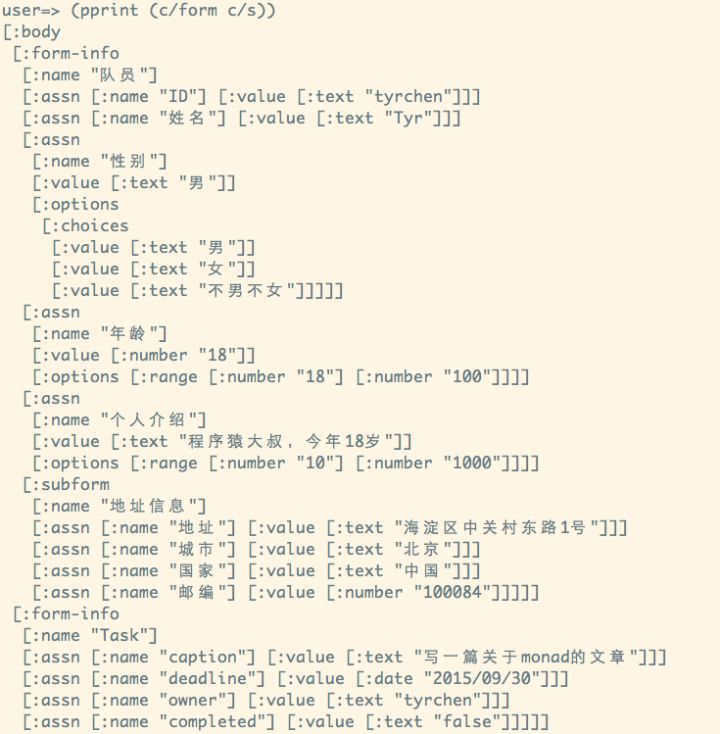 user=> (pprint (c/form c/s))
[:body
 [:form-info
  [:name "队员"]
  [:assn [:name "ID"] [:value [:text "tyrchen"]]]
  [:assn [:name "姓名"] [:value [:text "Tyr"]]]
  [:assn
   [:name "性别"]
   [:value [:text "男"]]
   [:options
    [:choices
     [:value [:text "男"]]
     [:value [:text "女"]]
     [:value [:text "不男不女"]]]]]
  [:assn
   [:name "年龄"]
   [:value [:number "18"]]
   [:options [:range [:number "18"] [:number "100"]]]]
  [:assn
   [:name "个人介绍"]
   [:value [:text "程序猿大叔，今年18岁"]]
   [:options [:range [:number "10"] [:number "1000"]]]]
  [:subform
   [:name "地址信息"]
   [:assn [:name "地址"] [:value [:text "海淀区中关村东路1号"]]]
   [:assn [:name "城市"] [:value [:text "北京"]]]
   [:assn [:name "国家"] [:value [:text "中国"]]]
   [:assn [:name "邮编"] [:value [:number "100084"]]]]]
 [:form-info
  [:name "Task"]
  [:assn [:name "caption"] [:value [:text "写一篇关于monad的文章"]]]
  [:assn [:name "deadline"] [:value [:date "2015/09/30"]]]
  [:assn [:name "owner"] [:value [:text "tyrchen"]]]
  [:assn [:name "completed"] [:value [:text "false"]]]]]